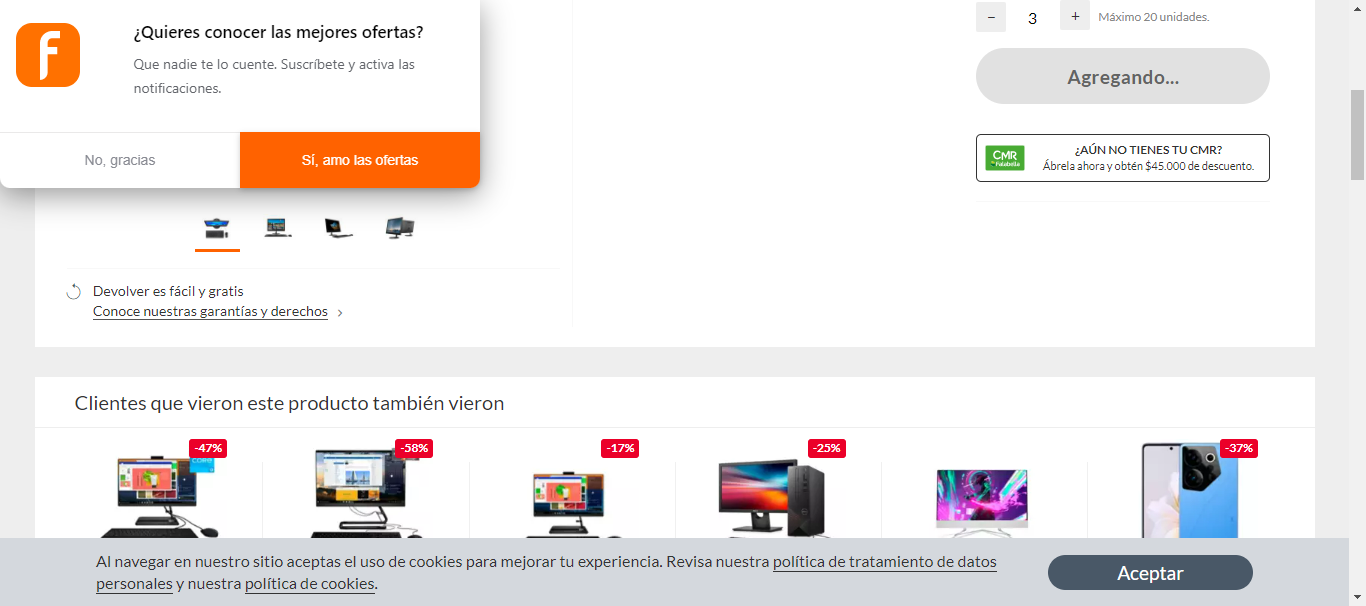 ¿Quieres conocer las mejores ofertas?
Que nadie te lo cuente. Suscríbete y activa las
notificaciones.
No, gracias
Sí, amo las ofertas
− 3 + Máximo 20 unidades.
Agregando...
CMR
Falabella
¿AÚN NO TIENES TU CMR?
Ábrela ahora y obtén $45.000 de descuento.
Devolver es fácil y gratis
Conoce nuestras garantías y derechos
Clientes que vieron este producto también vieron
-47%
-58%
-17%
-25%
-37%
Al navegar en nuestro sitio aceptas el uso de cookies para mejorar tu experiencia. Revisa nuestra política de tratamiento de datos
personales y nuestra política de cookies.
Aceptar